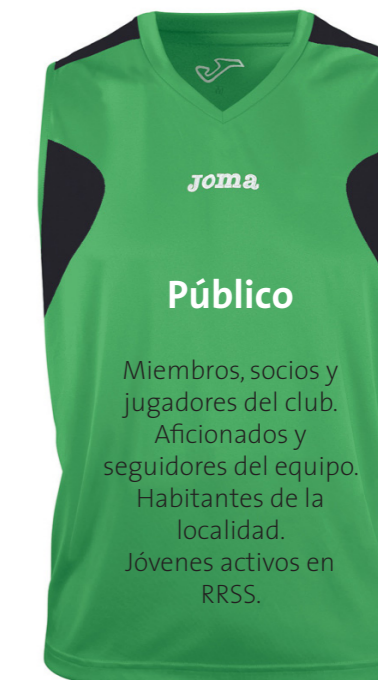 Joma
Público
Miembros, socios y
jugadores del club.
Aficionados y
seguidores del equipo.
Habitantes de la
localidad.
Jóvenes activos en
RRSS.